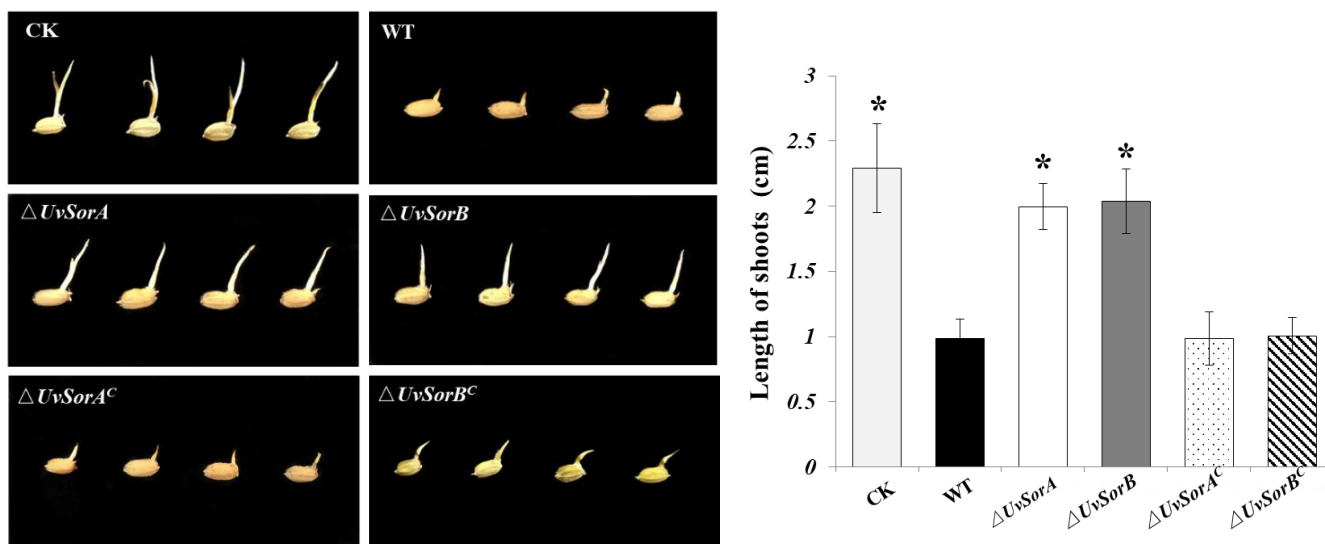 CK
WT
△UvSorA
△UvSorB
△UvSorA^C
△UvSorB^C
Length of shoots (cm)
3
2.5
2
1.5
1
0.5
0
*
*
*
CK
WT
△UvSorA
△UvSorB
△UvSorA^C
△UvSorB^C